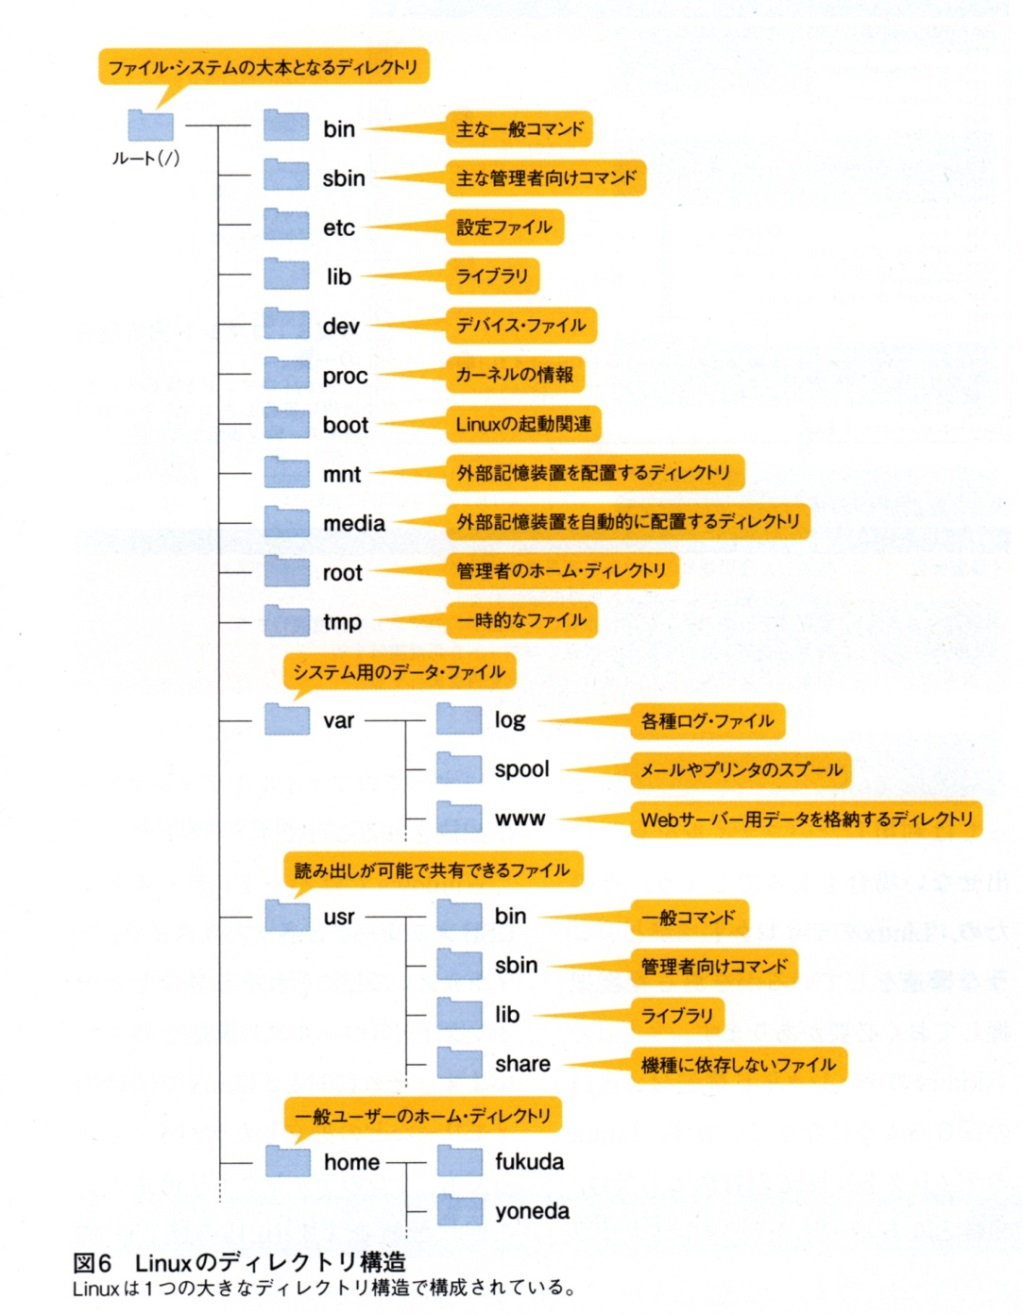 ファイル・システムの大本となるディレクトリ
ルート(/)
bin 主な一般コマンド
sbin 主な管理者向けコマンド
etc 設定ファイル
lib ライブラリ
dev デバイス・ファイル
proc カーネルの情報
boot Linuxの起動関連
mnt 外部記憶装置を配置するディレクトリ
media 外部記憶装置を自動的に配置するディレクトリ
root 管理者のホーム・ディレクトリ
tmp 一時的なファイル
システム用のデータ・ファイル
var log 各種ログ・ファイル
spool メールやプリンタのスプール
www Webサーバー用データを格納するディレクトリ
読み出しが可能で共有できるファイル
usr bin 一般コマンド
sbin 管理者向けコマンド
lib ライブラリ
share 機種に依存しないファイル
一般ユーザーのホーム・ディレクトリ
home fukuda
yoneda
図6 Linuxのディレクトリ構造
Linuxは1つの大きなディレクトリ構造で構成されている。